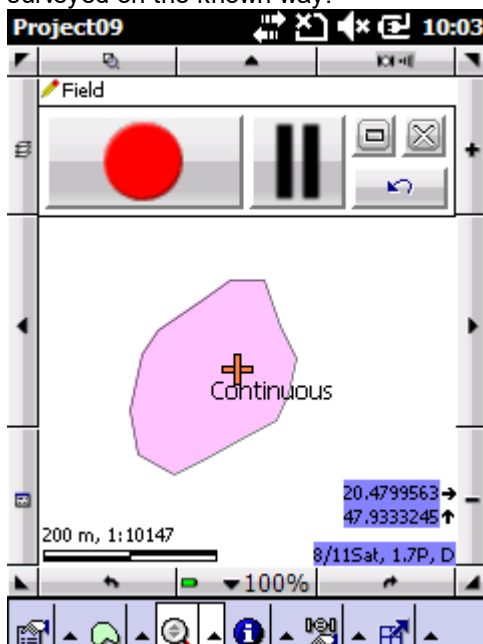 surveyed on the known way!
Project09 10:03
Field
Continuous
20.4799563
47.9333245
200 m, 1:10147
8/11Sat, 1.7P, D
100%